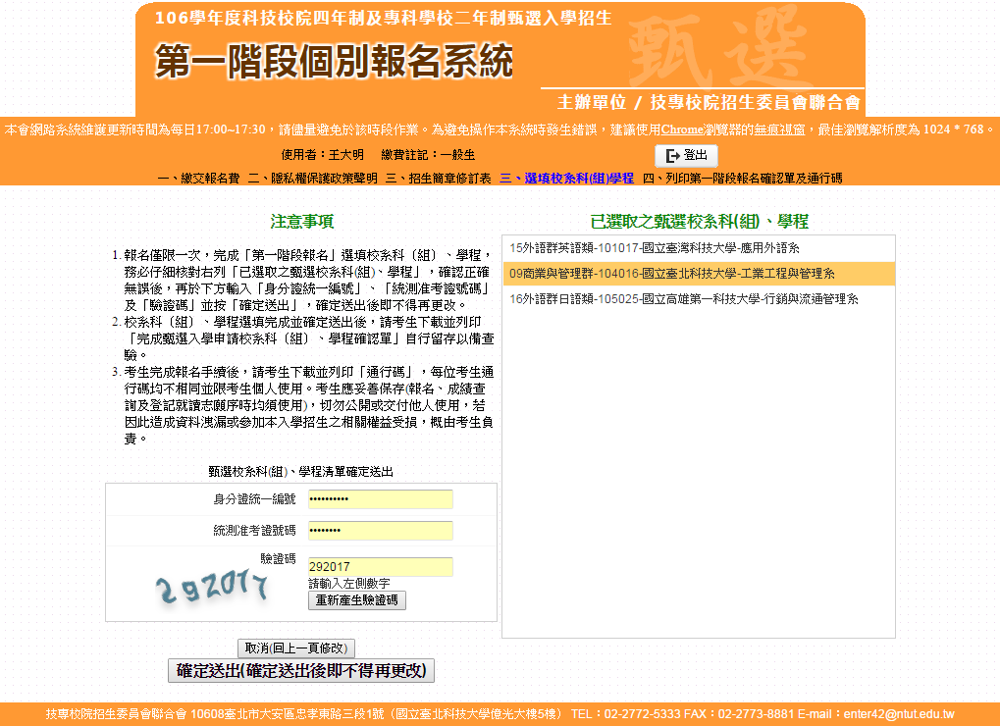 106學年度科技校院四年制及專科學校二年制甄選入學招生
甄選
第一階段個別報名系統
主辦單位 / 技專校院招生委員會聯合會
本會網路系統維護更新時間為每日17:00~17:30，請儘量避免於該時段作業。為避免操作本系統時發生錯誤，建議使用Chrome瀏覽器的無痕視窗，最佳瀏覽解析度為 1024 * 768。
使用者：王大明 繳費註記：一般生
登出
一、繳交報名費 二、隱私權保護政策聲明 三、招生簡章修訂表 三、選填校系科(組)學程 四、列印第一階段報名確認單及通行碼
注意事項
1. 報名僅限一次，完成「第一階段報名」選填校系科〔組〕、學程，
務必仔細核對右列「已選取之甄選校系科(組)、學程」，確認正確
無誤後，再於下方輸入「身分證統一編號」、「統測准考證號碼」
及「驗證碼」並按「確定送出」，確定送出後即不得再更改。
2. 校系科〔組〕、學程選填完成並確定送出後，請考生下載並列印
「完成甄選入學申請校系科〔組〕、學程確認單」自行留存以備查
驗。
3. 考生完成報名手續後，請考生下載並列印「通行碼」，每位考生通
行碼均不相同並限考生個人使用。考生應妥善保存(報名、成績查
詢及登記就讀志願序時均須使用)，切勿公開或交付他人使用，若
因此造成資料洩漏或參加本入學招生之相關權益受損，概由考生負
責。
已選取之甄選校系科(組)、學程
15外語群英語類-101017-國立臺灣科技大學-應用外語系
09商業與管理群-104016-國立臺北科技大學-工業工程與管理系
16外語群日語類-105025-國立高雄第一科技大學-行銷與流通管理系
甄選校系科(組)、學程清單確定送出
身分證統一編號 ••••••••••
統測准考證號碼 ••••••••
驗證碼
292017
292017
請輸入左側數字
重新產生驗證碼
取消(回上一頁修改)
確定送出(確定送出後即不得再更改)
技專校院招生委員會聯合會 10608臺北市大安區忠孝東路三段1號（國立臺北科技大學億光大樓5樓） TEL：02-2772-5333 FAX：02-2773-8881 E-mail：enter42@ntut.edu.tw